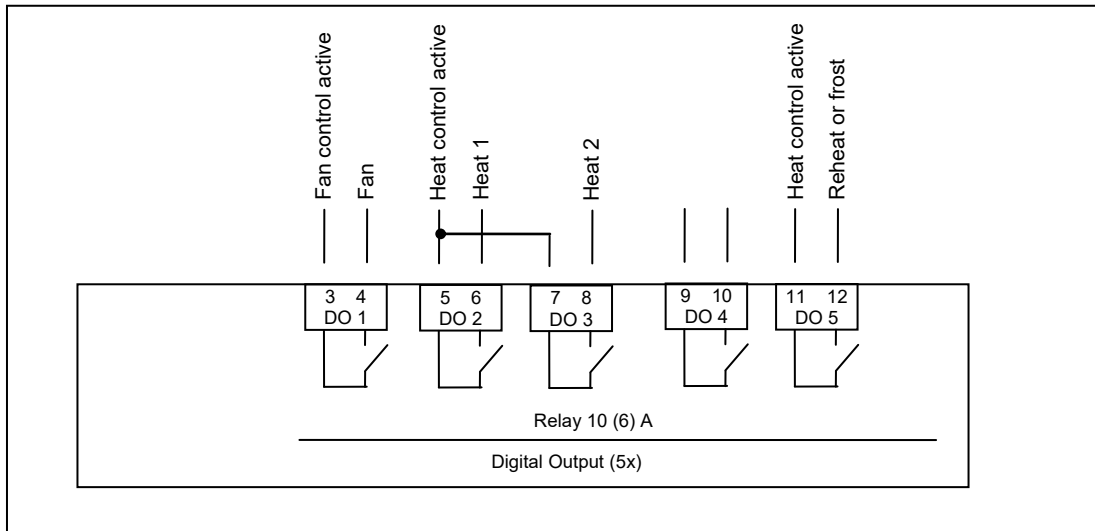 Fan control active
Fan
Heat control active
Heat 1
Heat 2
Heat control active
Reheat or frost
3 4
DO 1
5 6
DO 2
7 8
DO 3
9 10
DO 4
11 12
DO 5
Relay 10 (6) A
Digital Output (5x)